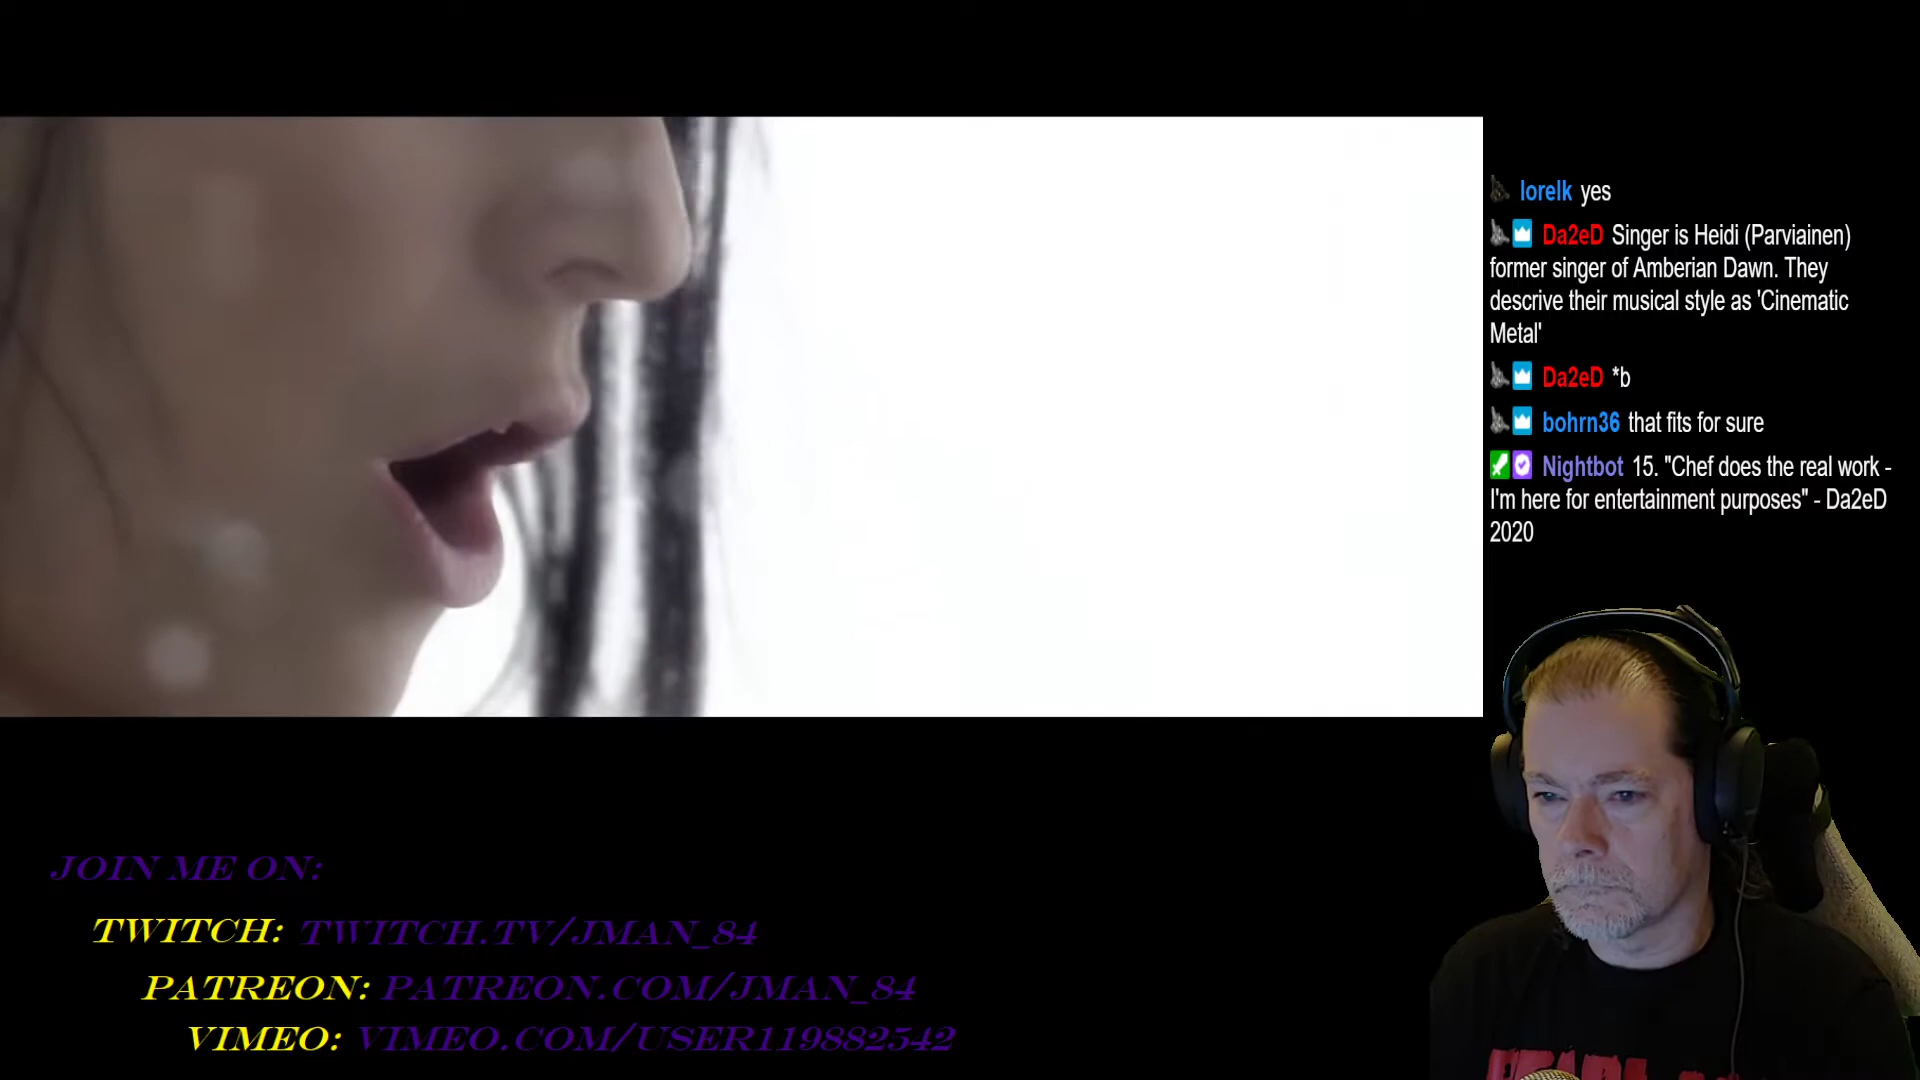 lorelk yes
Da2eD Singer is Heidi (Parviainen)
former singer of Amberian Dawn. They
descrive their musical style as 'Cinematic
Metal'
Da2eD *b
bohrn36 that fits for sure
Nightbot 15. "Chef does the real work -
I'm here for entertainment purposes" - Da2eD
2020
JOIN ME ON:
TWITCH: TWITCH.TV/JMAN_84
PATREON: PATREON.COM/JMAN_84
VIMEO: VIMEO.COM/USER119882542